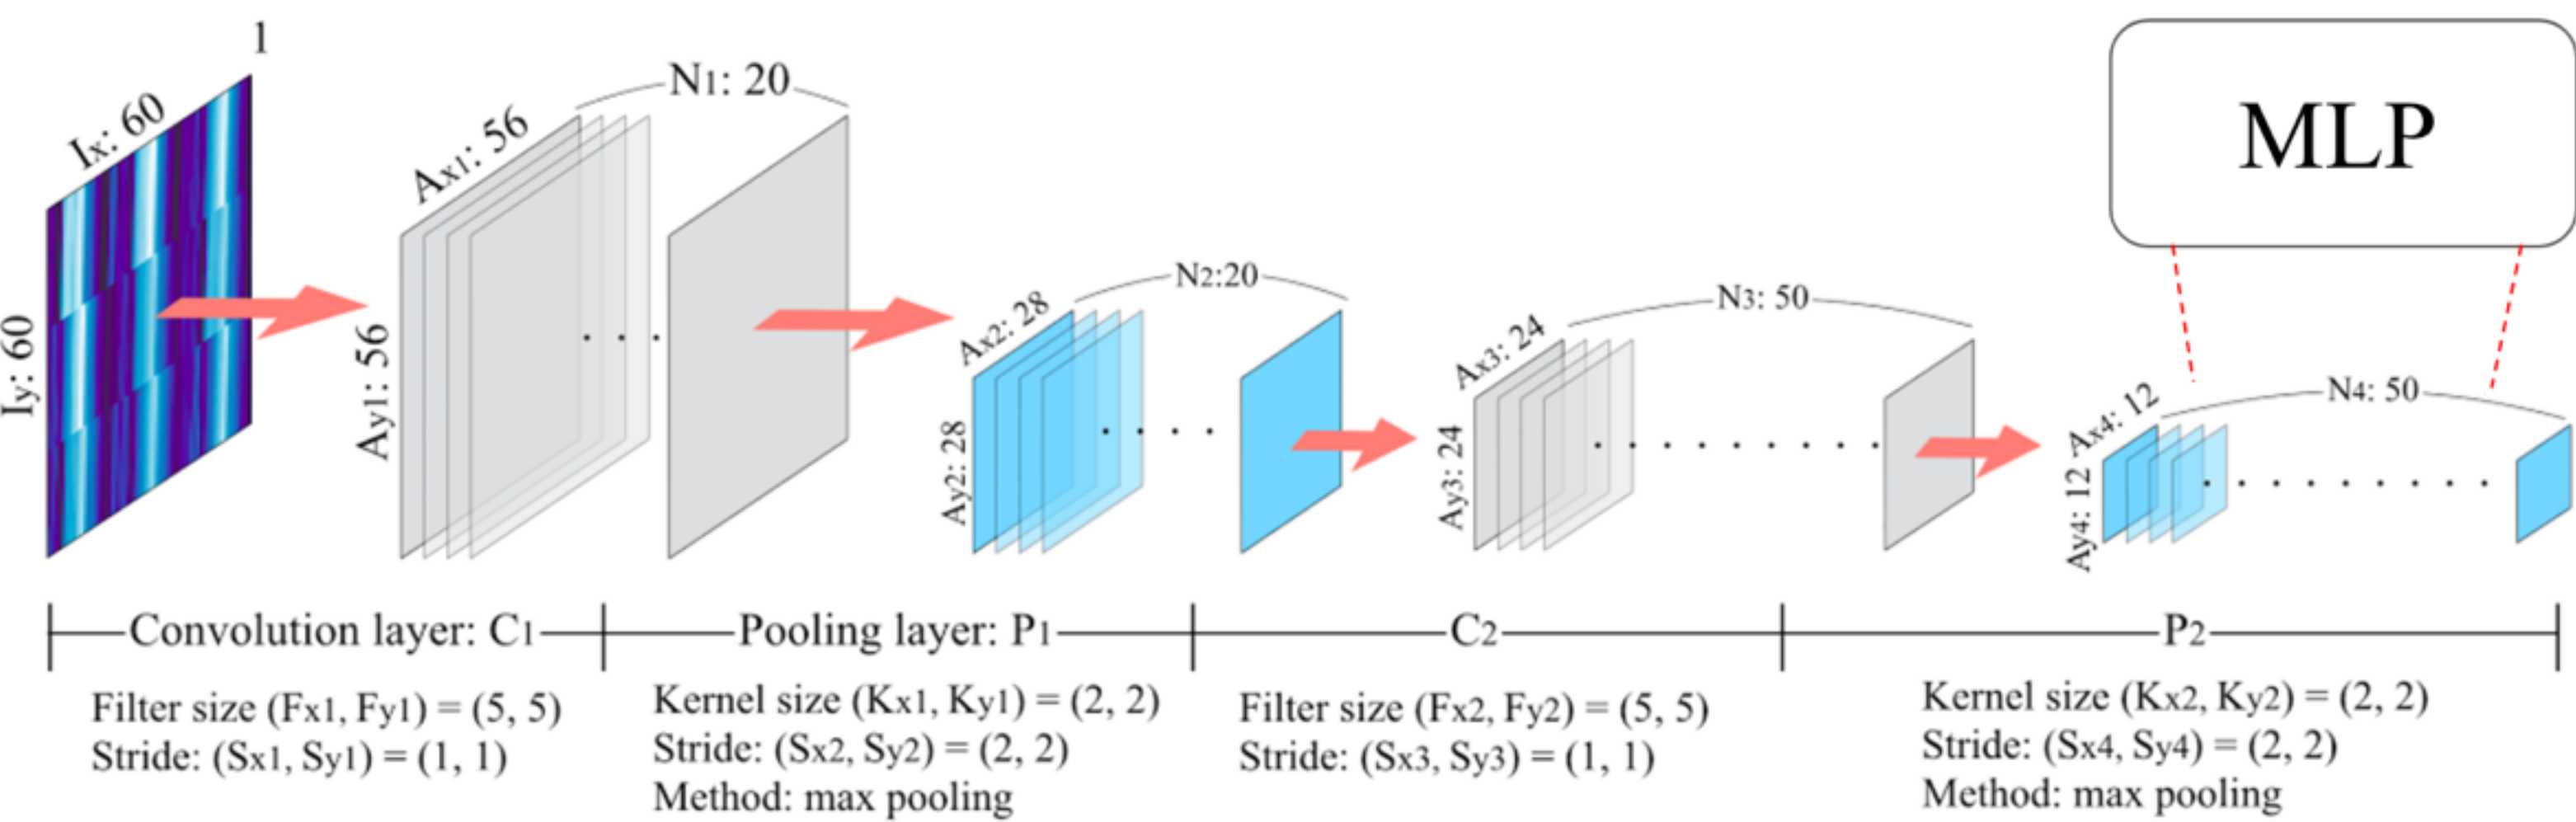 1
Ix: 60
Iy: 60
N1: 20
Ax1: 56
Ay1: 56
N2:20
Ax2: 28
Ay2: 28
N3: 50
Ax3: 24
Ay3: 24
MLP
N4: 50
Ax4: 12
Ay4: 12
Convolution layer: C1
Filter size (Fx1, Fy1) = (5, 5)
Stride: (Sx1, Sy1) = (1, 1)
Pooling layer: P1
Kernel size (Kx1, Ky1) = (2, 2)
Stride: (Sx2, Sy2) = (2, 2)
Method: max pooling
C2
Filter size (Fx2, Fy2) = (5, 5)
Stride: (Sx3, Sy3) = (1, 1)
P2
Kernel size (Kx2, Ky2) = (2, 2)
Stride: (Sx4, Sy4) = (2, 2)
Method: max pooling